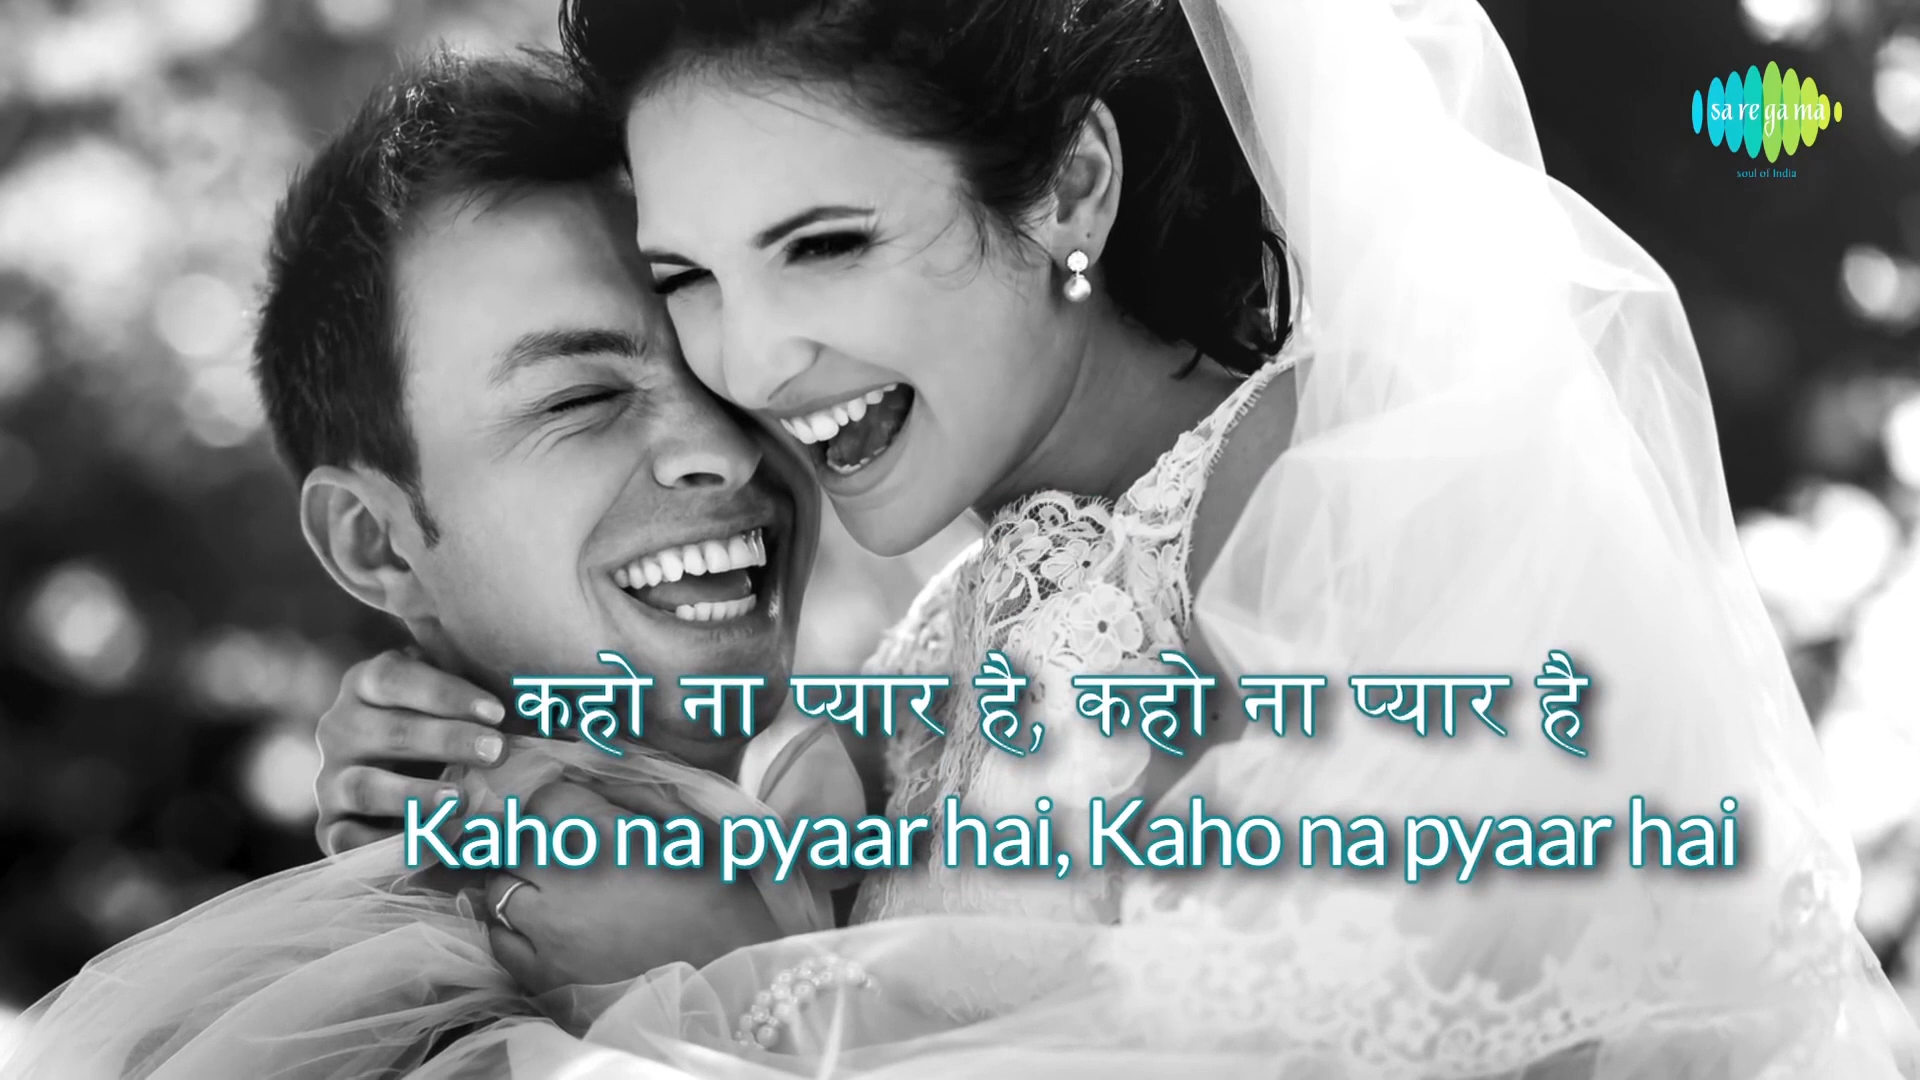 sa re ga ma
soul of India
कहो ना प्यार है, कहो ना प्यार है
Kaho na pyaar hai, Kaho na pyaar hai